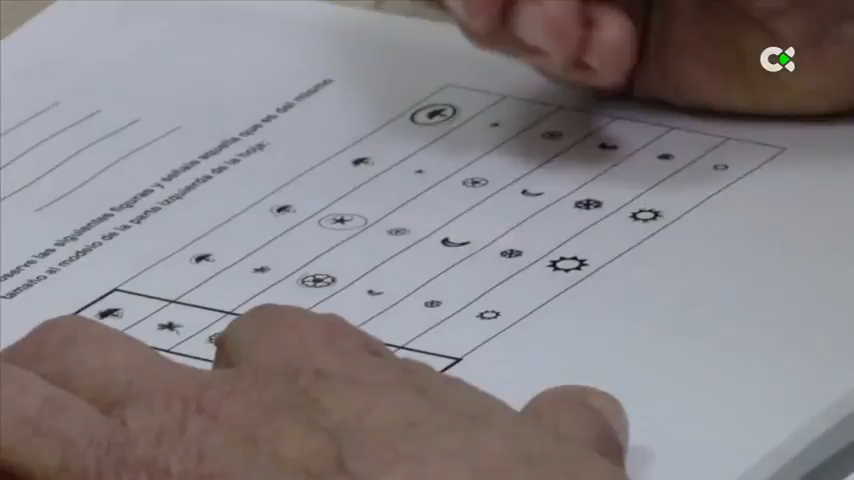 observe las siguientes figuras y señale aquella que es del mismo
tamaño al modelo de la parte izquierda de la hoja: